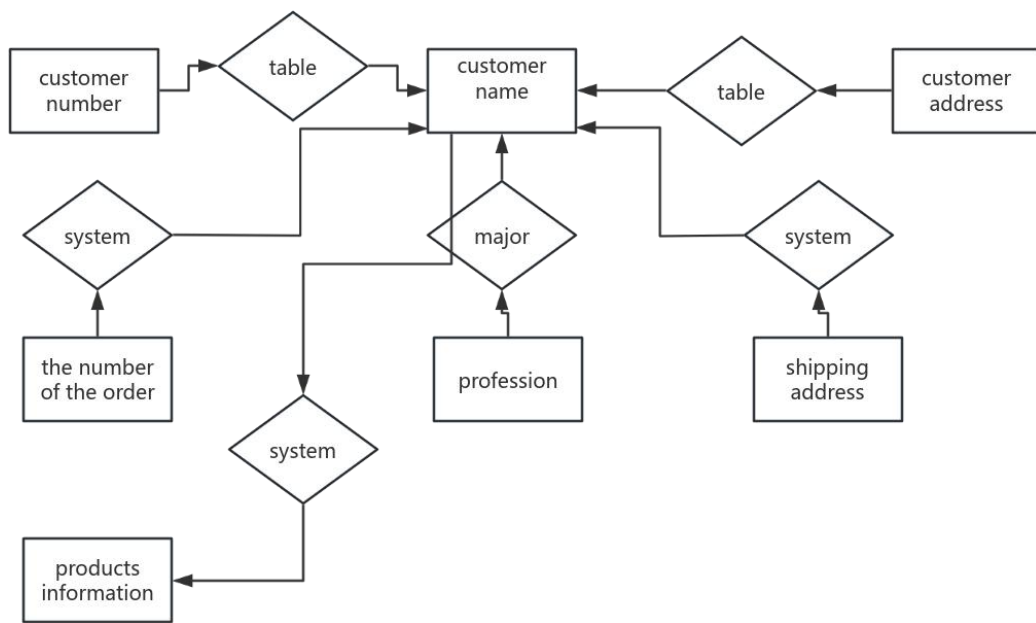 customer
number
table
customer
name
table
customer
address
system
major
system
the number
of the order
profession
shipping
address
system
products
information